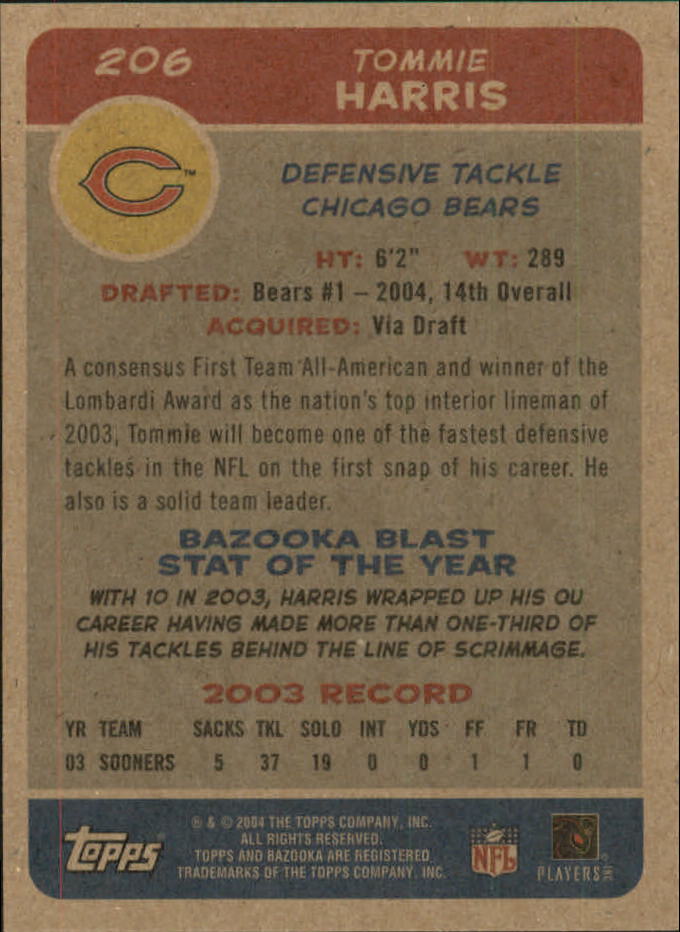 206
TOMMIE
HARRIS
C™
DEFENSIVE TACKLE
CHICAGO BEARS
HT: 6'2" WT: 289
DRAFTED: Bears #1 – 2004, 14th Overall
ACQUIRED: Via Draft
A consensus First Team All-American and winner of the
Lombardi Award as the nation's top interior lineman of
2003, Tommie will become one of the fastest defensive
tackles in the NFL on the first snap of his career. He
also is a solid team leader.
BAZOOKA BLAST
STAT OF THE YEAR
WITH 10 IN 2003, HARRIS WRAPPED UP HIS OU
CAREER HAVING MADE MORE THAN ONE-THIRD OF
HIS TACKLES BEHIND THE LINE OF SCRIMMAGE.
2003 RECORD
YR TEAM SACKS TKL SOLO INT YDS FF FR TD
03 SOONERS 5 37 19 0 0 1 1 0
topps
® & © 2004 THE TOPPS COMPANY, INC.
ALL RIGHTS RESERVED.
TOPPS AND BAZOOKA ARE REGISTERED
TRADEMARKS OF THE TOPPS COMPANY, INC.
NFL
PLAYERS INC